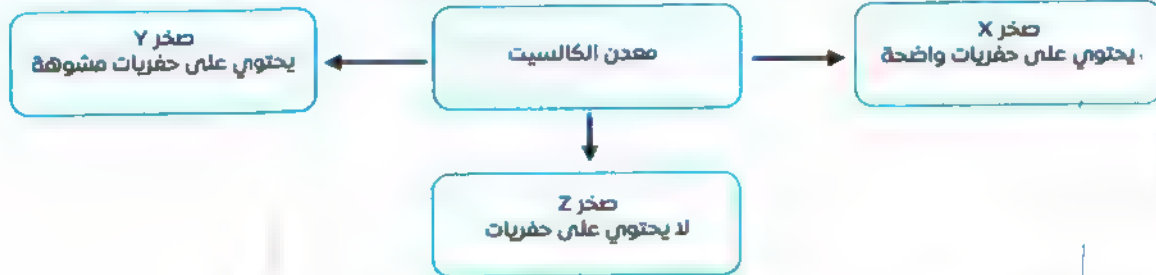 صخر X
يحتوي على حفريات واضحة
معدن الكالسيت
صخر Y
يحتوي على حفريات مشوهة
صخر Z
لا يحتوي على حفريات